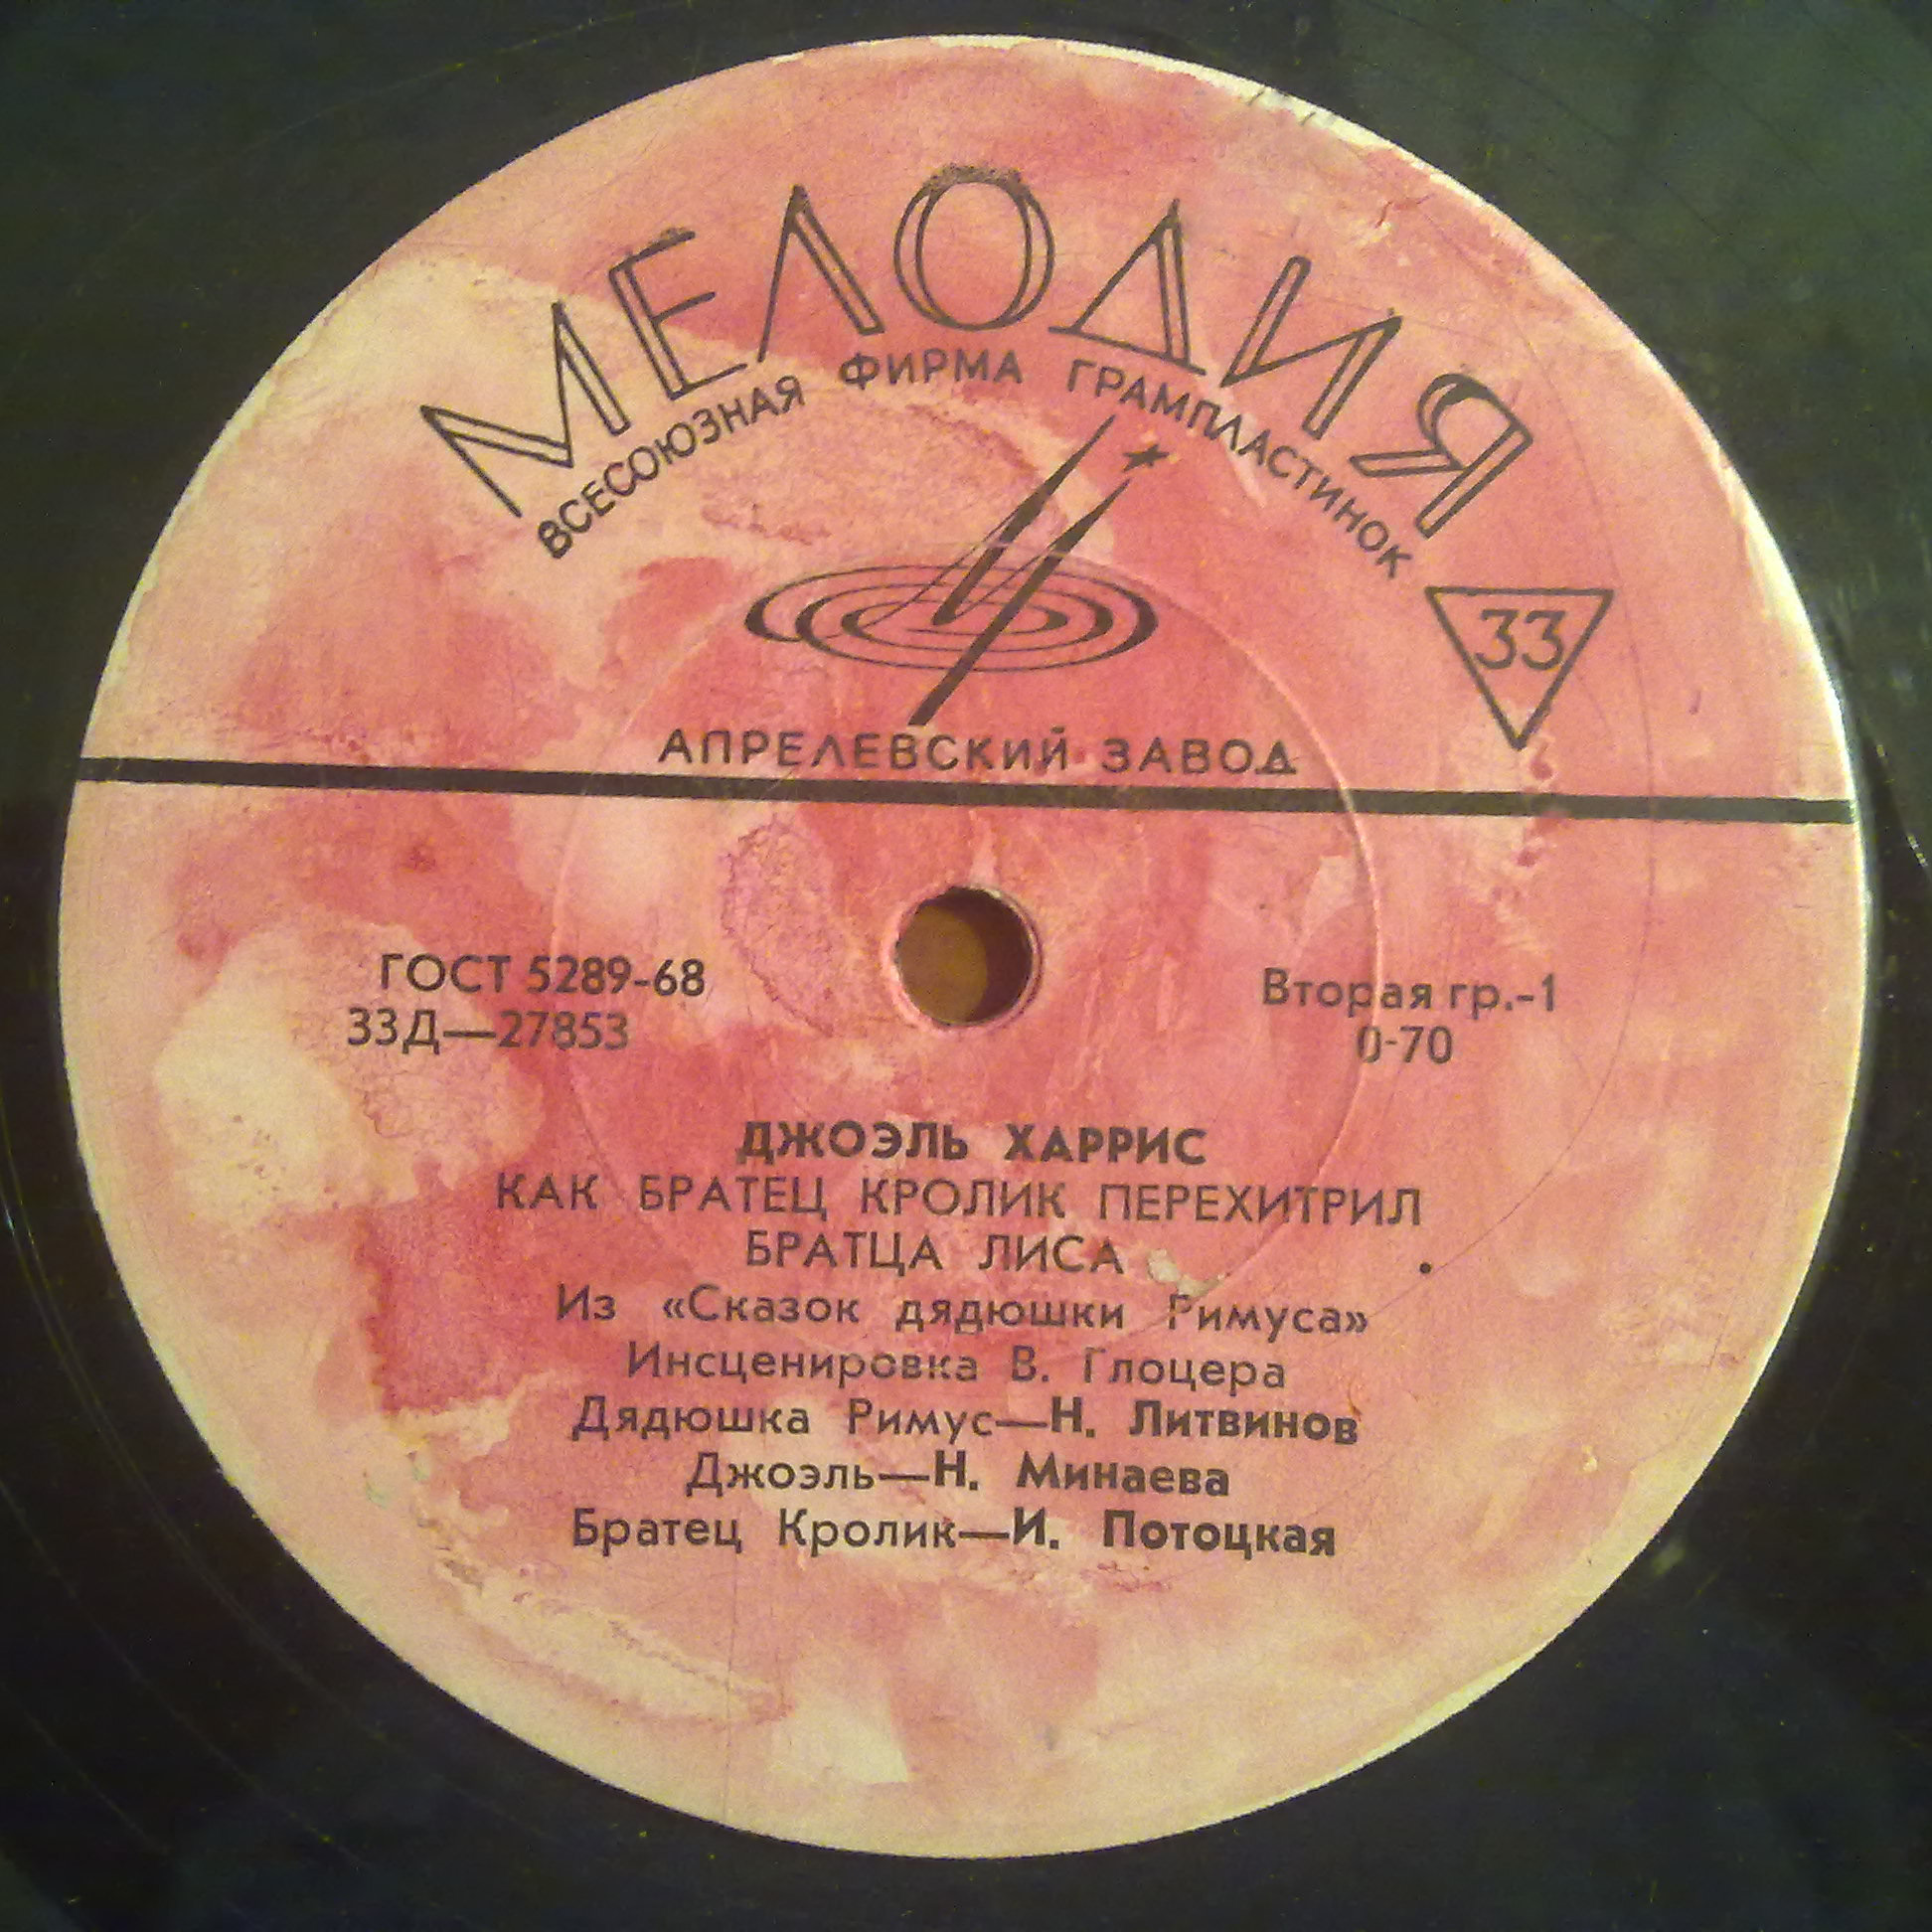 МЕЛОДИЯ
ВСЕСОЮЗНАЯ ФИРМА ГРАМПЛАСТИНОК
33
АПРЕЛЕВСКИЙ ЗАВОД
ГОСТ 5289-68
33Д—27853
Вторая гр.-1
0-70
ДЖОЭЛЬ ХАРРИС
КАК БРАТЕЦ КРОЛИК ПЕРЕХИТРИЛ
БРАТЦА ЛИСА
Из «Сказок дядюшки Римуса»
Инсценировка В. Глоцера
Дядюшка Римус—Н. Литвинов
Джоэль—Н. Минаева
Братец Кролик—И. Потоцкая